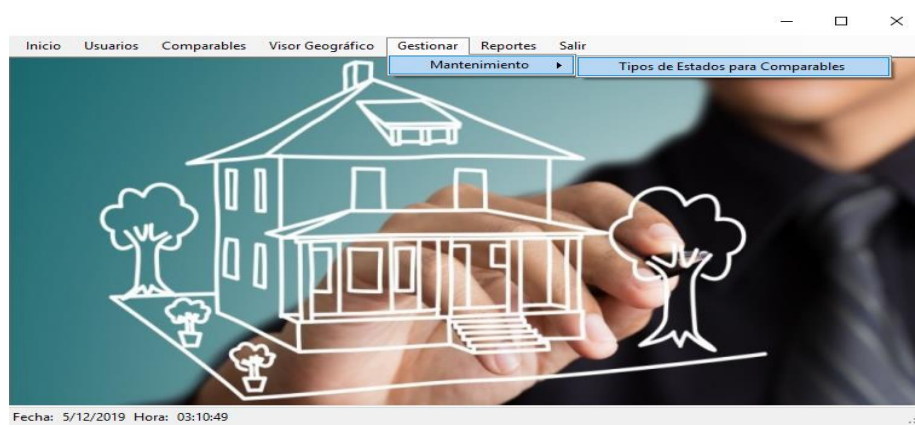 Inicio Usuarios Comparables Visor Geográfico Gestionar Reportes Salir
Mantenimiento Tipos de Estados para Comparables
Fecha: 5/12/2019 Hora: 03:10:49